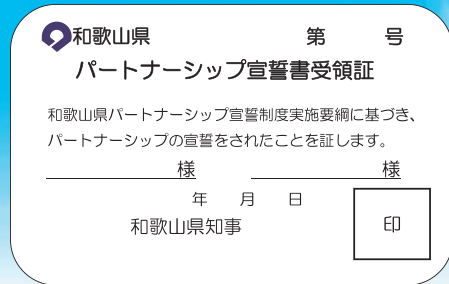 和歌山県 第 号
パートナーシップ宣誓書受領証
和歌山県パートナーシップ宣誓制度実施要綱に基づき、
パートナーシップの宣誓をされたことを証します。
様 様
年 月 日
和歌山県知事 印